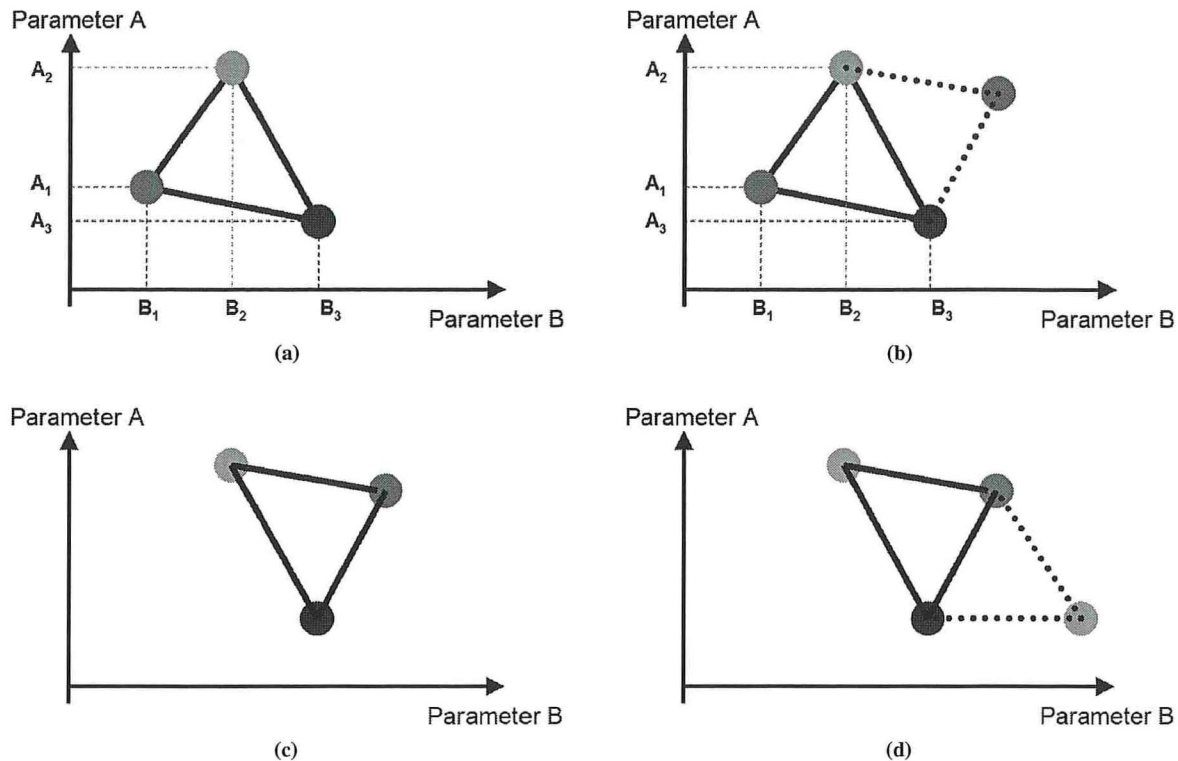 Parameter A
A2
A1
A3
B1 B2 B3
Parameter B
(a)
Parameter A
A2
A1
A3
B1 B2 B3
Parameter B
(b)
Parameter A
Parameter B
(c)
Parameter A
Parameter B
(d)